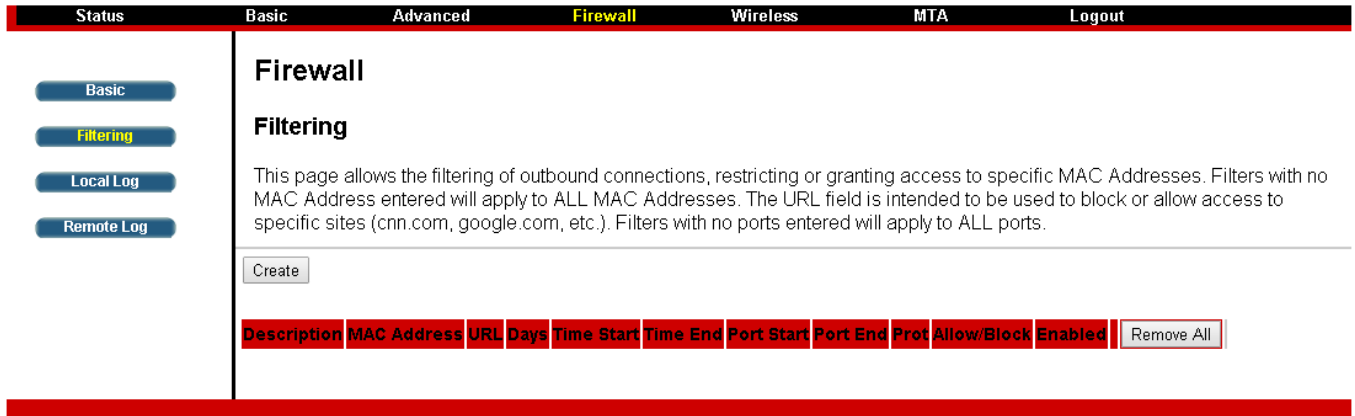 Status Basic Advanced Firewall Wireless MTA Logout
Basic
Filtering
Local Log
Remote Log
Firewall
Filtering
This page allows the filtering of outbound connections, restricting or granting access to specific MAC Addresses. Filters with no
MAC Address entered will apply to ALL MAC Addresses. The URL field is intended to be used to block or allow access to
specific sites (cnn.com, google.com, etc.). Filters with no ports entered will apply to ALL ports.
Create
Description MAC Address URL Days Time Start Time End Port Start Port End Prot Allow/Block Enabled Remove All